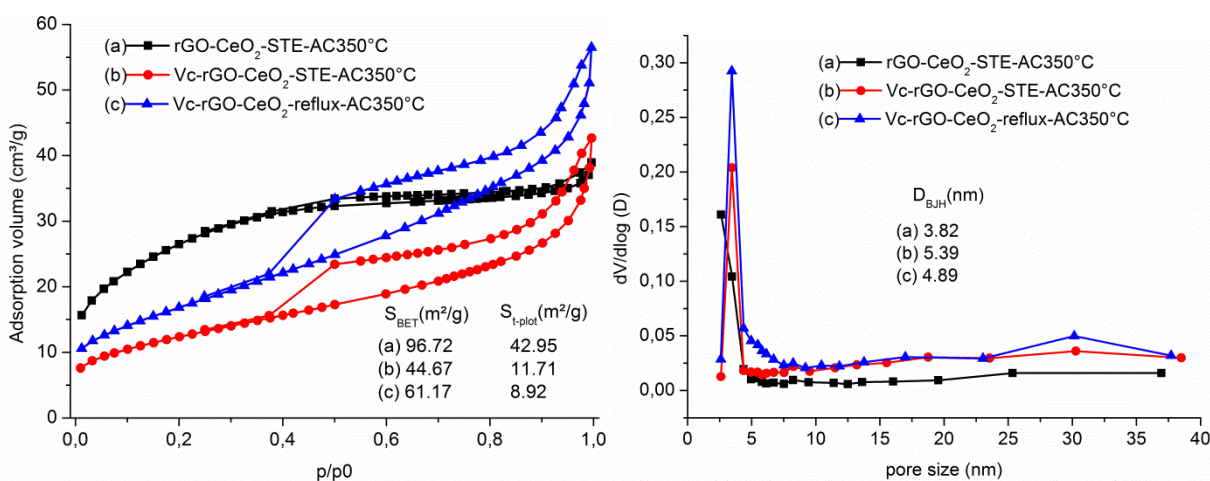 60
50
40
30
20
10
0
Adsorption volume (cm³/g)
(a) rGO-CeO₂-STE-AC350°C
(b) Vc-rGO-CeO₂-STE-AC350°C
(c) Vc-rGO-CeO₂-reflux-AC350°C
S_BET(m²/g) S_t-plot(m²/g)
(a) 96.72 42.95
(b) 44.67 11.71
(c) 61.17 8.92
0,0 0,2 0,4 0,6 0,8 1,0
p/p0
0,30
0,25
0,20
0,15
0,10
0,05
0,00
dV/dlog (D)
(a) rGO-CeO₂-STE-AC350°C
(b) Vc-rGO-CeO₂-STE-AC350°C
(c) Vc-rGO-CeO₂-reflux-AC350°C
D_BJH(nm)
(a) 3.82
(b) 5.39
(c) 4.89
0 5 10 15 20 25 30 35 40
pore size (nm)